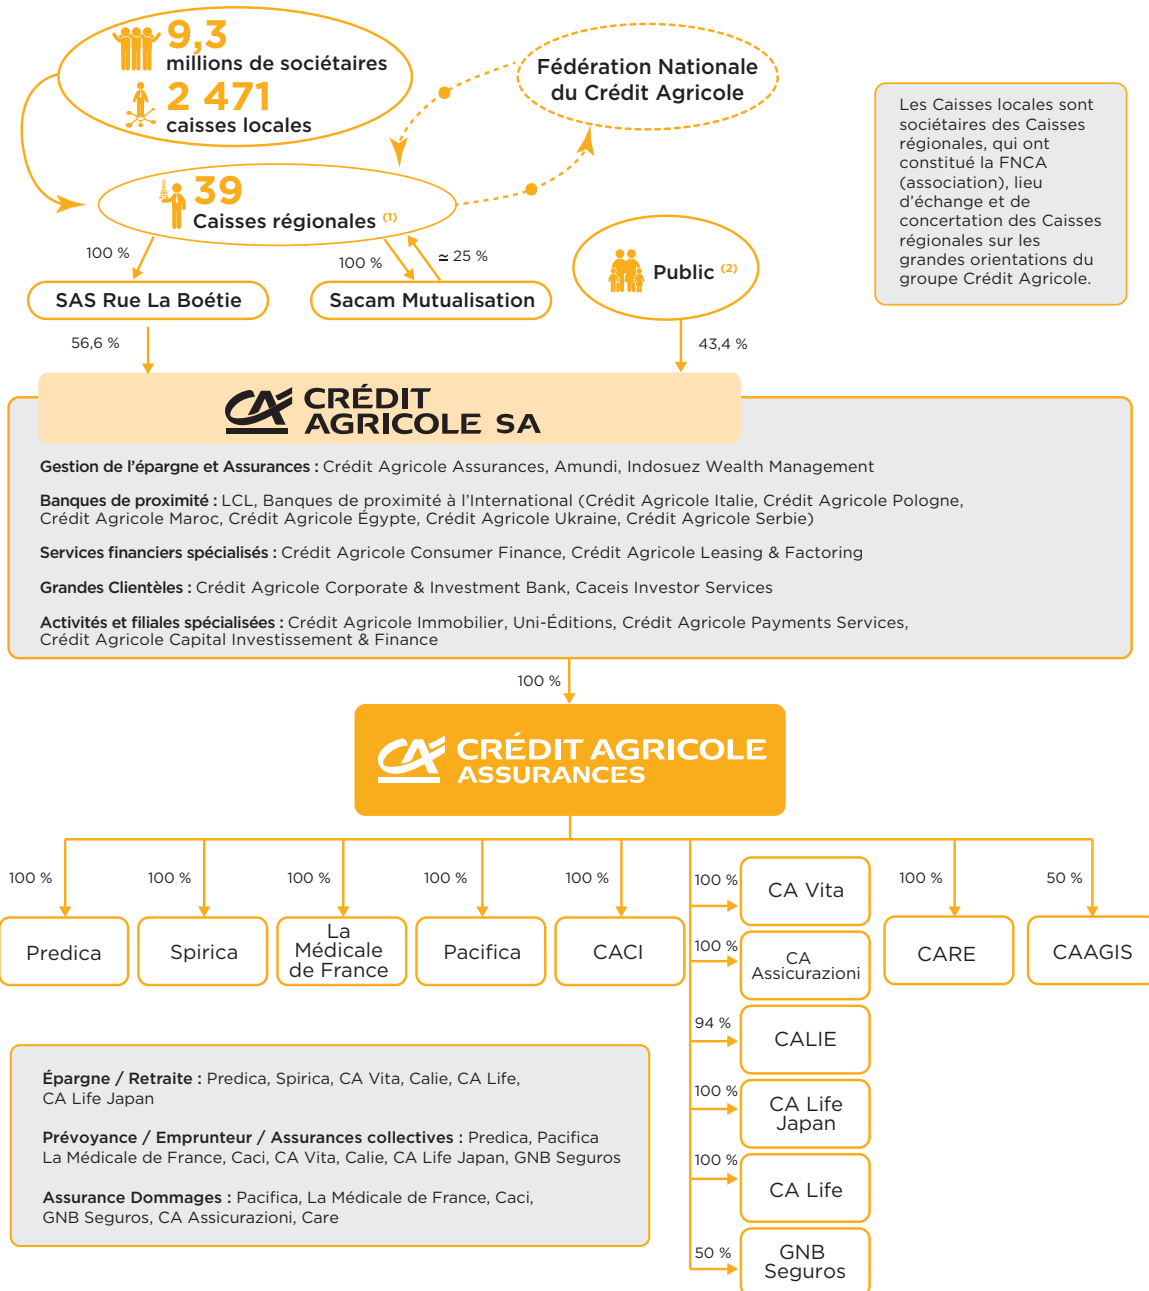 9,3
millions de sociétaires
2 471
caisses locales
Fédération Nationale
du Crédit Agricole
Les Caisses locales sont
sociétaires des Caisses
régionales, qui ont
constitué la FNCA
(association), lieu
d’échange et de
concertation des Caisses
régionales sur les
grandes orientations du
groupe Crédit Agricole.
39
Caisses régionales (1)
100 %
100 %
≃ 25 %
Public (2)
SAS Rue La Boétie
Sacam Mutualisation
56,6 %
43,4 %
CA CRÉDIT
AGRICOLE SA
Gestion de l’épargne et Assurances : Crédit Agricole Assurances, Amundi, Indosuez Wealth Management
Banques de proximité : LCL, Banques de proximité à l’International (Crédit Agricole Italie, Crédit Agricole Pologne,
Crédit Agricole Maroc, Crédit Agricole Égypte, Crédit Agricole Ukraine, Crédit Agricole Serbie)
Services financiers spécialisés : Crédit Agricole Consumer Finance, Crédit Agricole Leasing & Factoring
Grandes Clientèles : Crédit Agricole Corporate & Investment Bank, Caceis Investor Services
Activités et filiales spécialisées : Crédit Agricole Immobilier, Uni-Éditions, Crédit Agricole Payments Services,
Crédit Agricole Capital Investissement & Finance
100 %
CA CRÉDIT AGRICOLE
ASSURANCES
100 %
Predica
100 %
Spirica
100 %
La
Médicale
de France
100 %
Pacifica
100 %
CACI
100 %
CA Vita
100 %
CA
Assicurazioni
94 %
CALIE
100 %
CA Life
Japan
100 %
CA Life
50 %
GNB
Seguros
100 %
CARE
50 %
CAAGIS
Épargne / Retraite : Predica, Spirica, CA Vita, Calie, CA Life,
CA Life Japan
Prévoyance / Emprunteur / Assurances collectives : Predica, Pacifica
La Médicale de France, Caci, CA Vita, Calie, CA Life Japan, GNB Seguros
Assurance Dommages : Pacifica, La Médicale de France, Caci,
GNB Seguros, CA Assicurazioni, Care